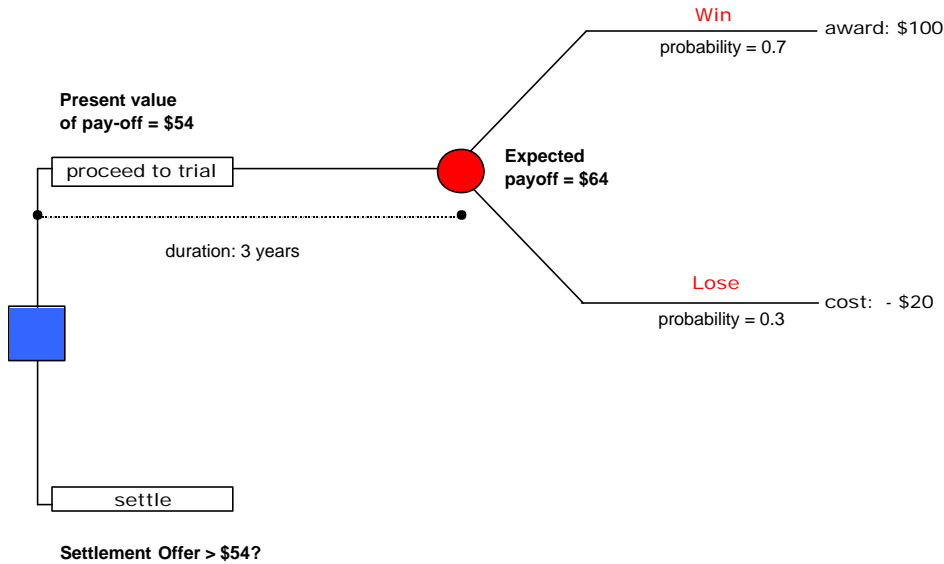 Win
award: $100
probability = 0.7
Present value
of pay-off = $54
proceed to trial
Expected
payoff = $64
duration: 3 years
Lose
cost:  - $20
probability = 0.3
settle
Settlement Offer > $54?